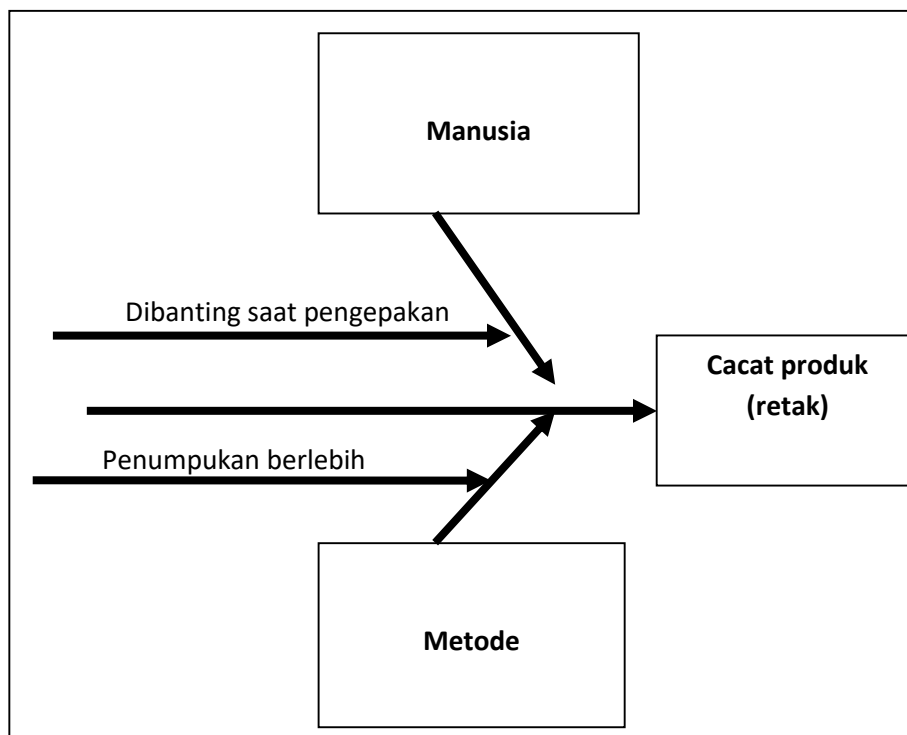 Manusia
Dibanting saat pengepakan
Cacat produk
(retak)
Penumpukan berlebih
Metode